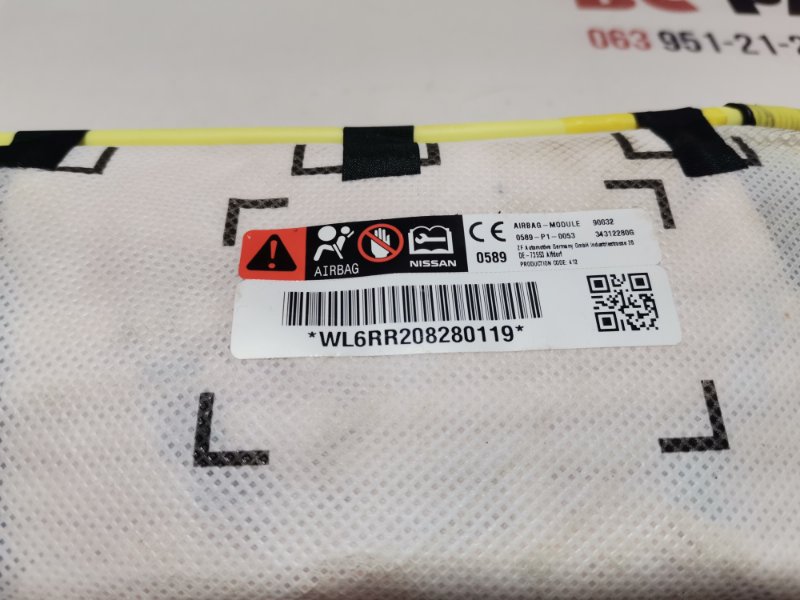 063 951-21-2
AIRBAG
NISSAN
0589
AIRBAG-MODULE 90032
0589-P1-0053 34312280G
ZF Automotive Germany GmbH Industriestrasse 20
DE-73553 Alfdorf
PRODUCTION CODE: 412
*WL6RR208280119*